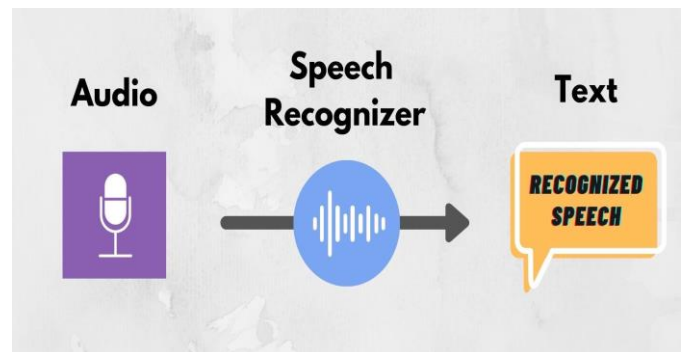 Audio
Speech
Recognizer
Text
RECOGNIZED
SPEECH